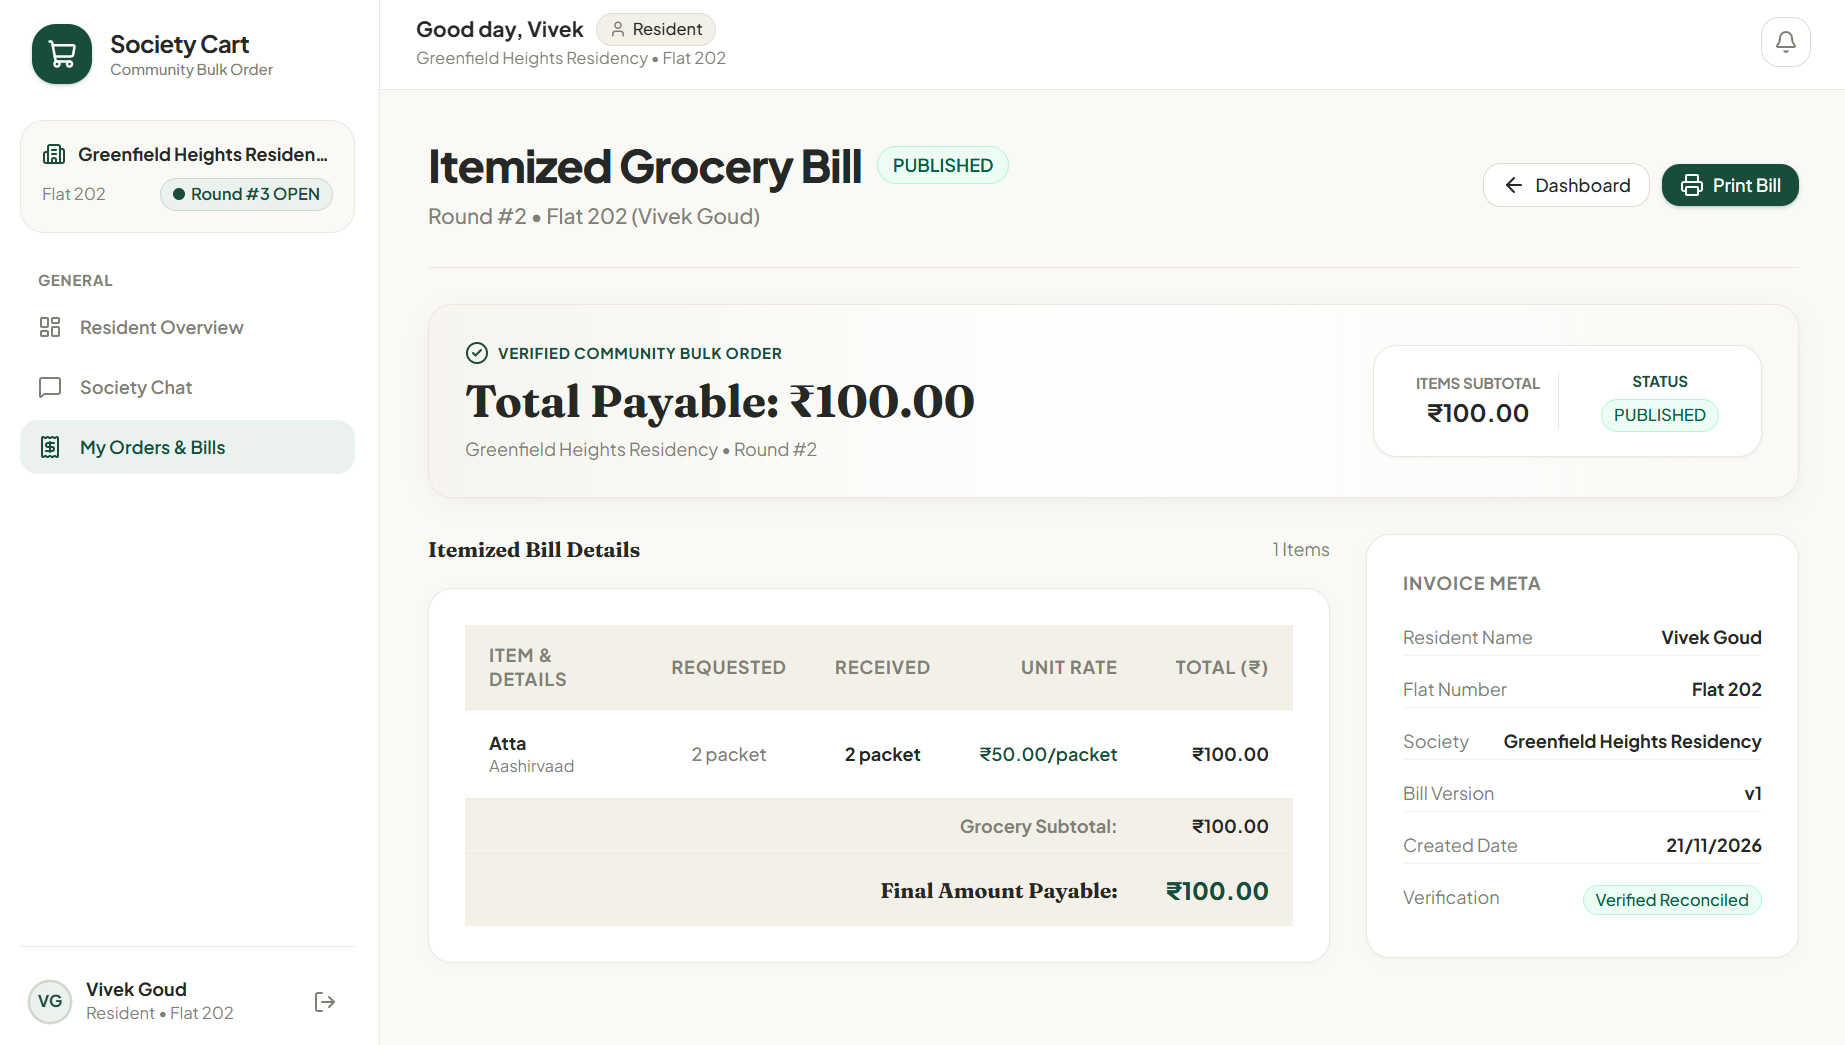 Society Cart
Community Bulk Order
Greenfield Heights Residen...
Flat 202
Round #3 OPEN
GENERAL
Resident Overview
Society Chat
My Orders & Bills
VG
Vivek Goud
Resident • Flat 202
Good day, Vivek
Resident
Greenfield Heights Residency • Flat 202
Itemized Grocery Bill
PUBLISHED
Round #2 • Flat 202 (Vivek Goud)
Dashboard
Print Bill
VERIFIED COMMUNITY BULK ORDER
Total Payable: ₹100.00
Greenfield Heights Residency • Round #2
ITEMS SUBTOTAL
₹100.00
STATUS
PUBLISHED
Itemized Bill Details
1 Items
ITEM &
DETAILS
REQUESTED
RECEIVED
UNIT RATE
TOTAL (₹)
Atta
Aashirvaad
2 packet
2 packet
₹50.00/packet
₹100.00
Grocery Subtotal:
₹100.00
Final Amount Payable:
₹100.00
INVOICE META
Resident Name
Vivek Goud
Flat Number
Flat 202
Society
Greenfield Heights Residency
Bill Version
v1
Created Date
21/11/2026
Verification
Verified Reconciled